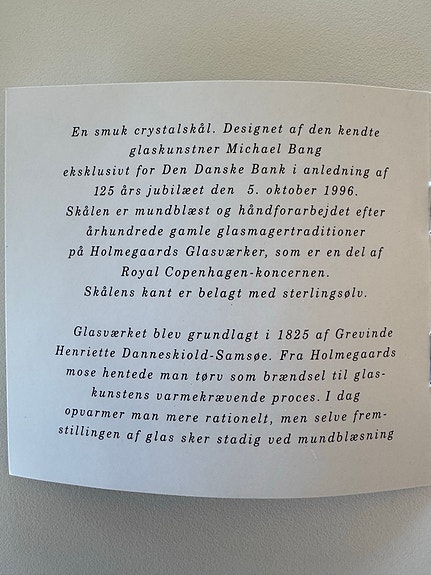 En smuk crystalskål. Designet af den kendte
glaskunstner Michael Bang
eksklusivt for Den Danske Bank i anledning af
125 års jubilæet den 5. oktober 1996.
Skålen er mundblæst og håndforarbejdet efter
århundrede gamle glasmagertraditioner
på Holmegaards Glasværker, som er en del af
Royal Copenhagen-koncernen.
Skålens kant er belagt med sterlingsølv.
Glasværket blev grundlagt i 1825 af Grevinde
Henriette Danneskiold-Samsøe. Fra Holmegaards
mose hentede man tørv som brændsel til glas-
kunstens varmekrævende proces. I dag
opvarmer man mere rationelt, men selve frem-
stillingen af glas sker stadig ved mundblæsning